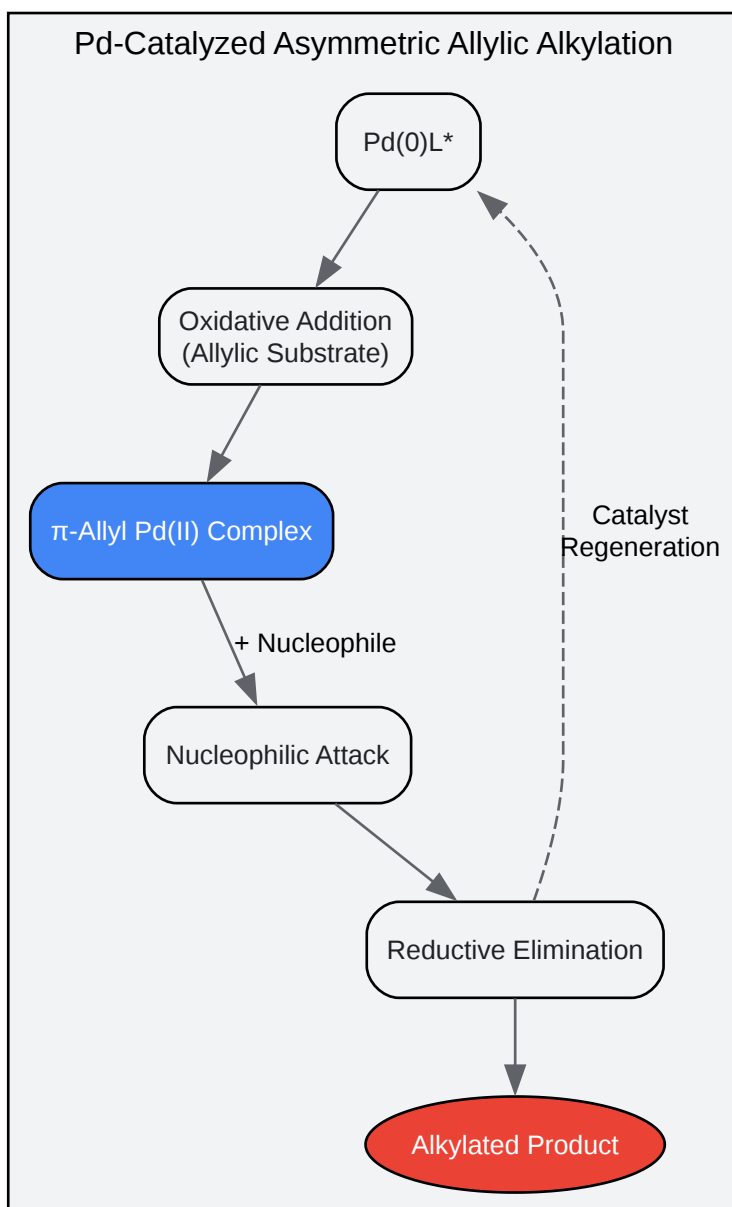 Pd-Catalyzed Asymmetric Allylic Alkylation
Pd(0)L*
Oxidative Addition
(Allylic Substrate)
π-Allyl Pd(II) Complex
Catalyst
Regeneration
+ Nucleophile
Nucleophilic Attack
Reductive Elimination
Alkylated Product